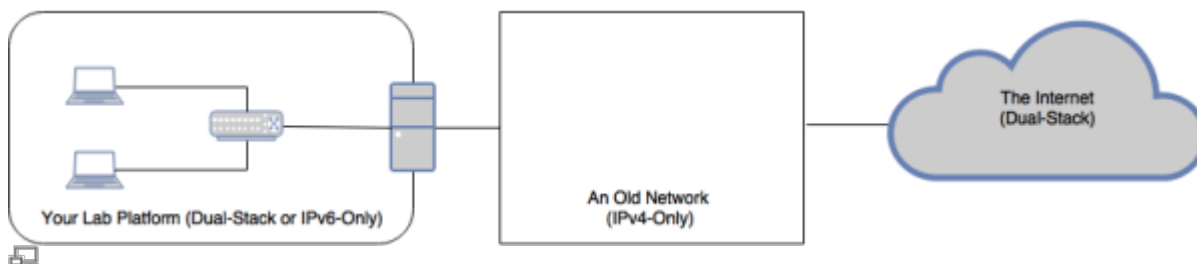 Your Lab Platform (Dual-Stack or IPv6-Only)
An Old Network
(IPv4-Only)
The Internet
(Dual-Stack)